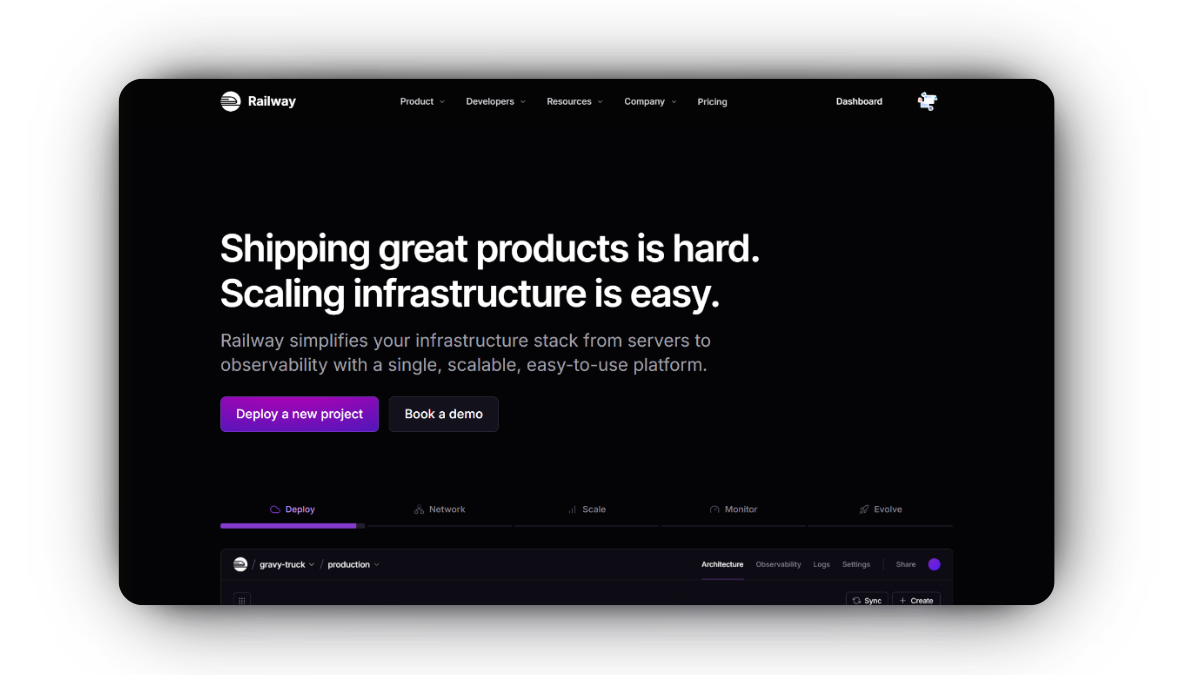 Railway
Product
Developers
Resources
Company
Pricing
Dashboard
Shipping great products is hard.
Scaling infrastructure is easy.
Railway simplifies your infrastructure stack from servers to
observability with a single, scalable, easy-to-use platform.
Deploy a new project
Book a demo
Deploy
Network
Scale
Monitor
Evolve
/ gravy-truck / production
Architecture
Observability
Logs
Settings
Share
Sync
+ Create